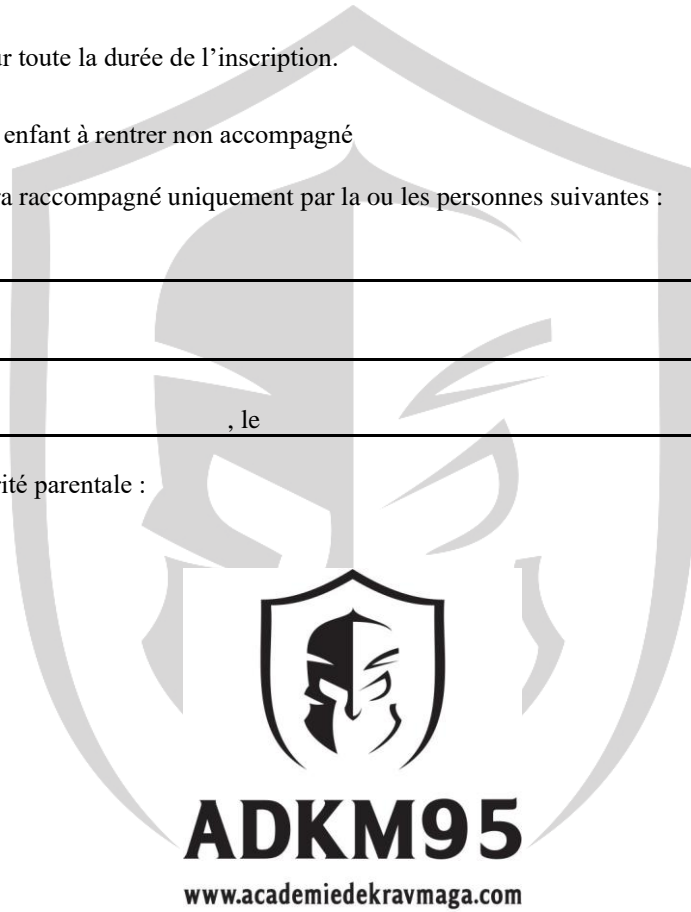 r toute la durée de l’inscription.
enfant à rentrer non accompagné
a raccompagné uniquement par la ou les personnes suivantes :
, le
ité parentale :
ADKM95
www.academiedekravmaga.com